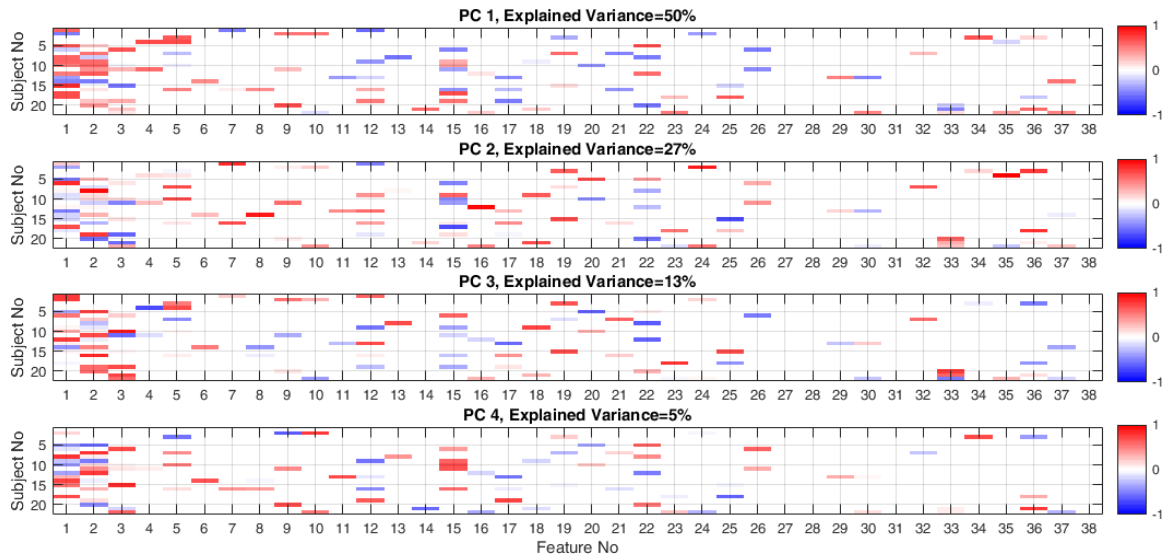 PC 1, Explained Variance=50%
Subject No
5
10
15
20
1 2 3 4 5 6 7 8 9 10 11 12 13 14 15 16 17 18 19 20 21 22 23 24 25 26 27 28 29 30 31 32 33 34 35 36 37 38
1
0
-1
PC 2, Explained Variance=27%
Subject No
5
10
15
20
1 2 3 4 5 6 7 8 9 10 11 12 13 14 15 16 17 18 19 20 21 22 23 24 25 26 27 28 29 30 31 32 33 34 35 36 37 38
1
0
-1
PC 3, Explained Variance=13%
Subject No
5
10
15
20
1 2 3 4 5 6 7 8 9 10 11 12 13 14 15 16 17 18 19 20 21 22 23 24 25 26 27 28 29 30 31 32 33 34 35 36 37 38
1
0
-1
PC 4, Explained Variance=5%
Subject No
5
10
15
20
1 2 3 4 5 6 7 8 9 10 11 12 13 14 15 16 17 18 19 20 21 22 23 24 25 26 27 28 29 30 31 32 33 34 35 36 37 38
1
0
-1
Feature No